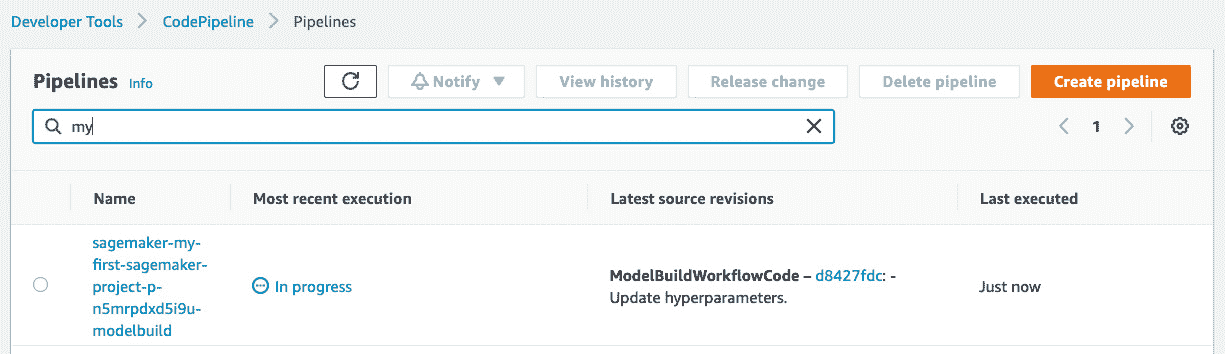 Developer Tools > CodePipeline > Pipelines
Pipelines Info Notify View history Release change Delete pipeline Create pipeline
my 1
Name Most recent execution Latest source revisions Last executed
sagemaker-my-
first-sagemaker-
project-p-
n5mrpdxd5i9u-
modelbuild
In progress
ModelBuildWorkflowCode – d8427fdc: -
Update hyperparameters.
Just now